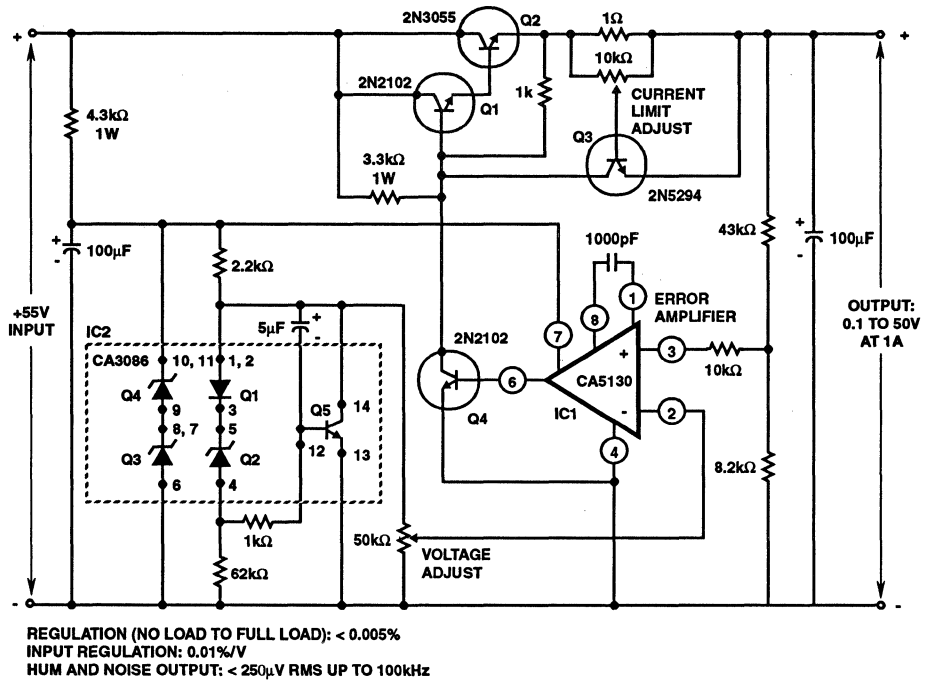 2N3055
Q2
1Ω
+
+
10kΩ
2N2102
Q1
1k
CURRENT
LIMIT
ADJUST
4.3kΩ
1W
Q3
3.3kΩ
1W
2N5294
+
-
100μF
2.2kΩ
1000pF
43kΩ
+
-
100μF
+55V
INPUT
5μF
+
-
1
8
7
ERROR
AMPLIFIER
OUTPUT:
0.1 TO 50V
AT 1A
IC2
CA3086
10, 11
1, 2
2N2102
+
3
10kΩ
Q4
Q1
6
CA5130
9
3
Q5
14
Q4
IC1
-
2
8, 7
5
Q3
Q2
12
13
4
6
4
8.2kΩ
1kΩ
50kΩ
VOLTAGE
ADJUST
62kΩ
-
-
REGULATION (NO LOAD TO FULL LOAD): < 0.005%
INPUT REGULATION: 0.01%/V
HUM AND NOISE OUTPUT: < 250μV RMS UP TO 100kHz